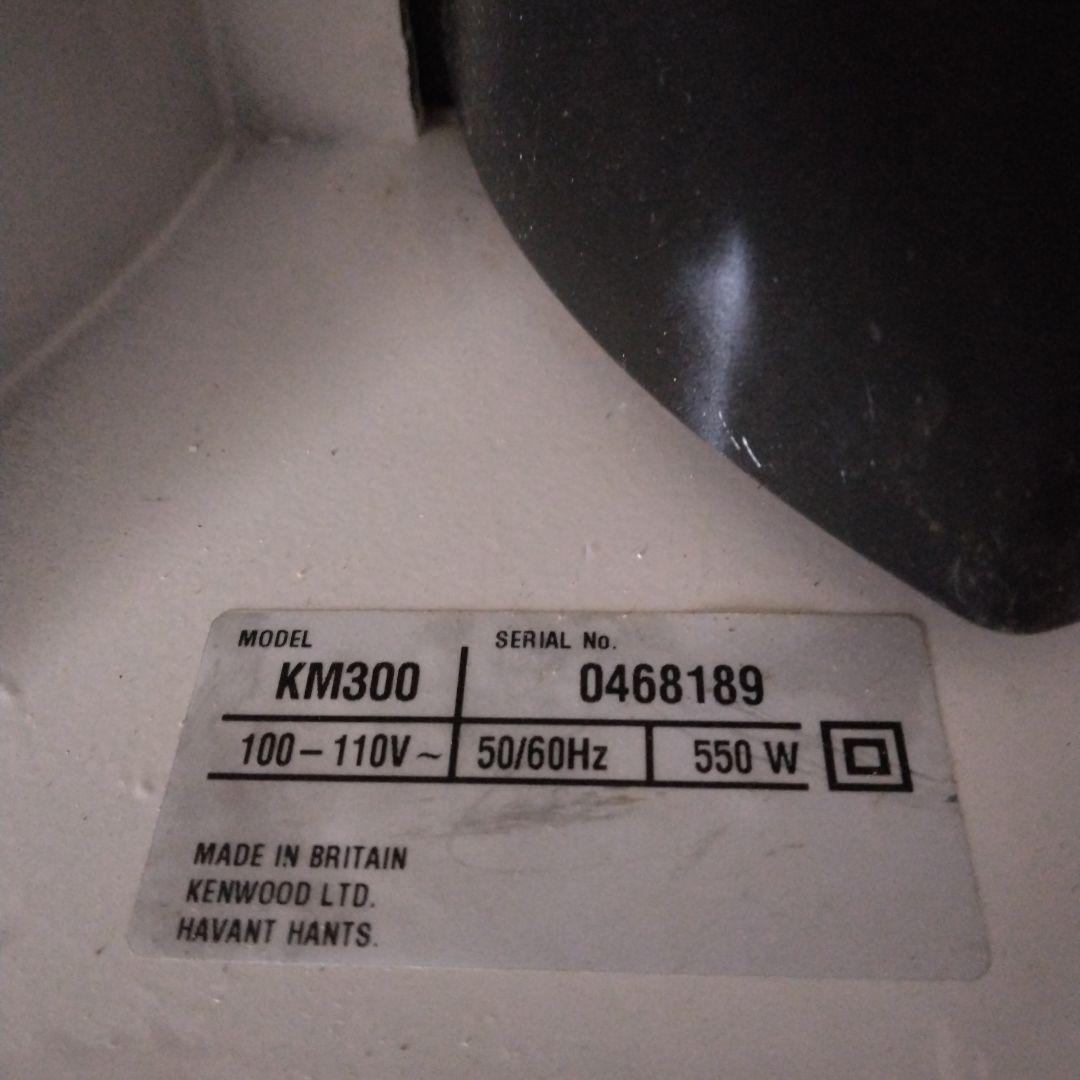 MODEL SERIAL No.
KM300 0468189
100–110V~ 50/60Hz 550 W
MADE IN BRITAIN
KENWOOD LTD.
HAVANT HANTS.